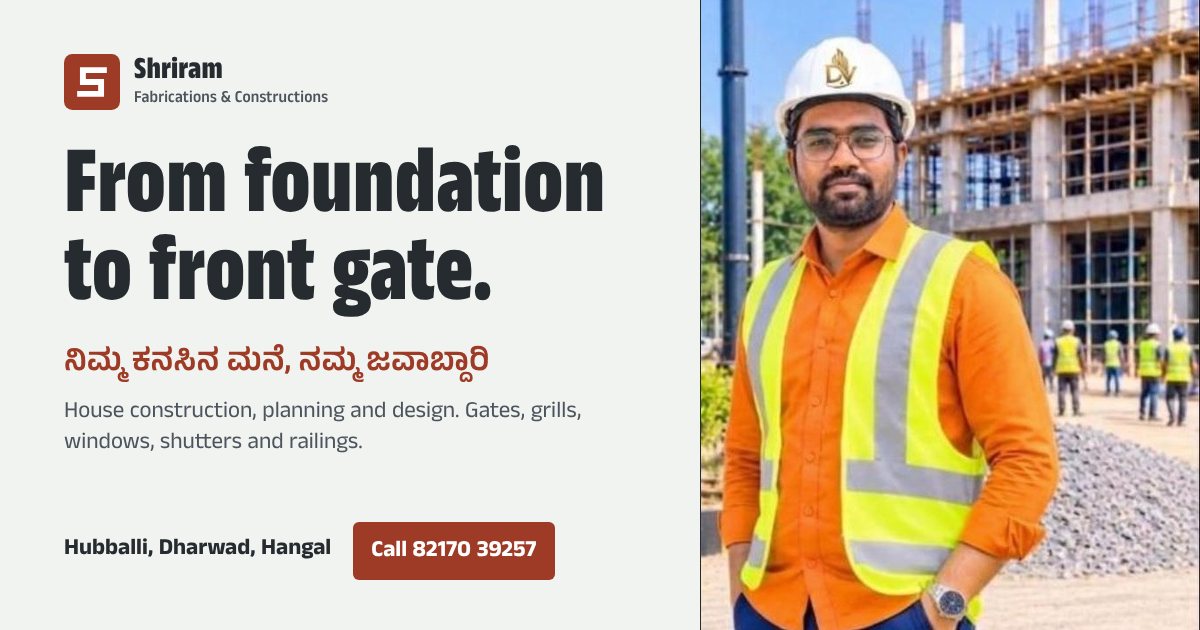 S
Shriram
Fabrications & Constructions
From foundation
to front gate.
ನಿಮ್ಮ ಕನಸಿನ ಮನೆ, ನಮ್ಮ ಜವಾಬ್ದಾರಿ
House construction, planning and design. Gates, grills,
windows, shutters and railings.
Hubballi, Dharwad, Hangal
Call 82170 39257
DV